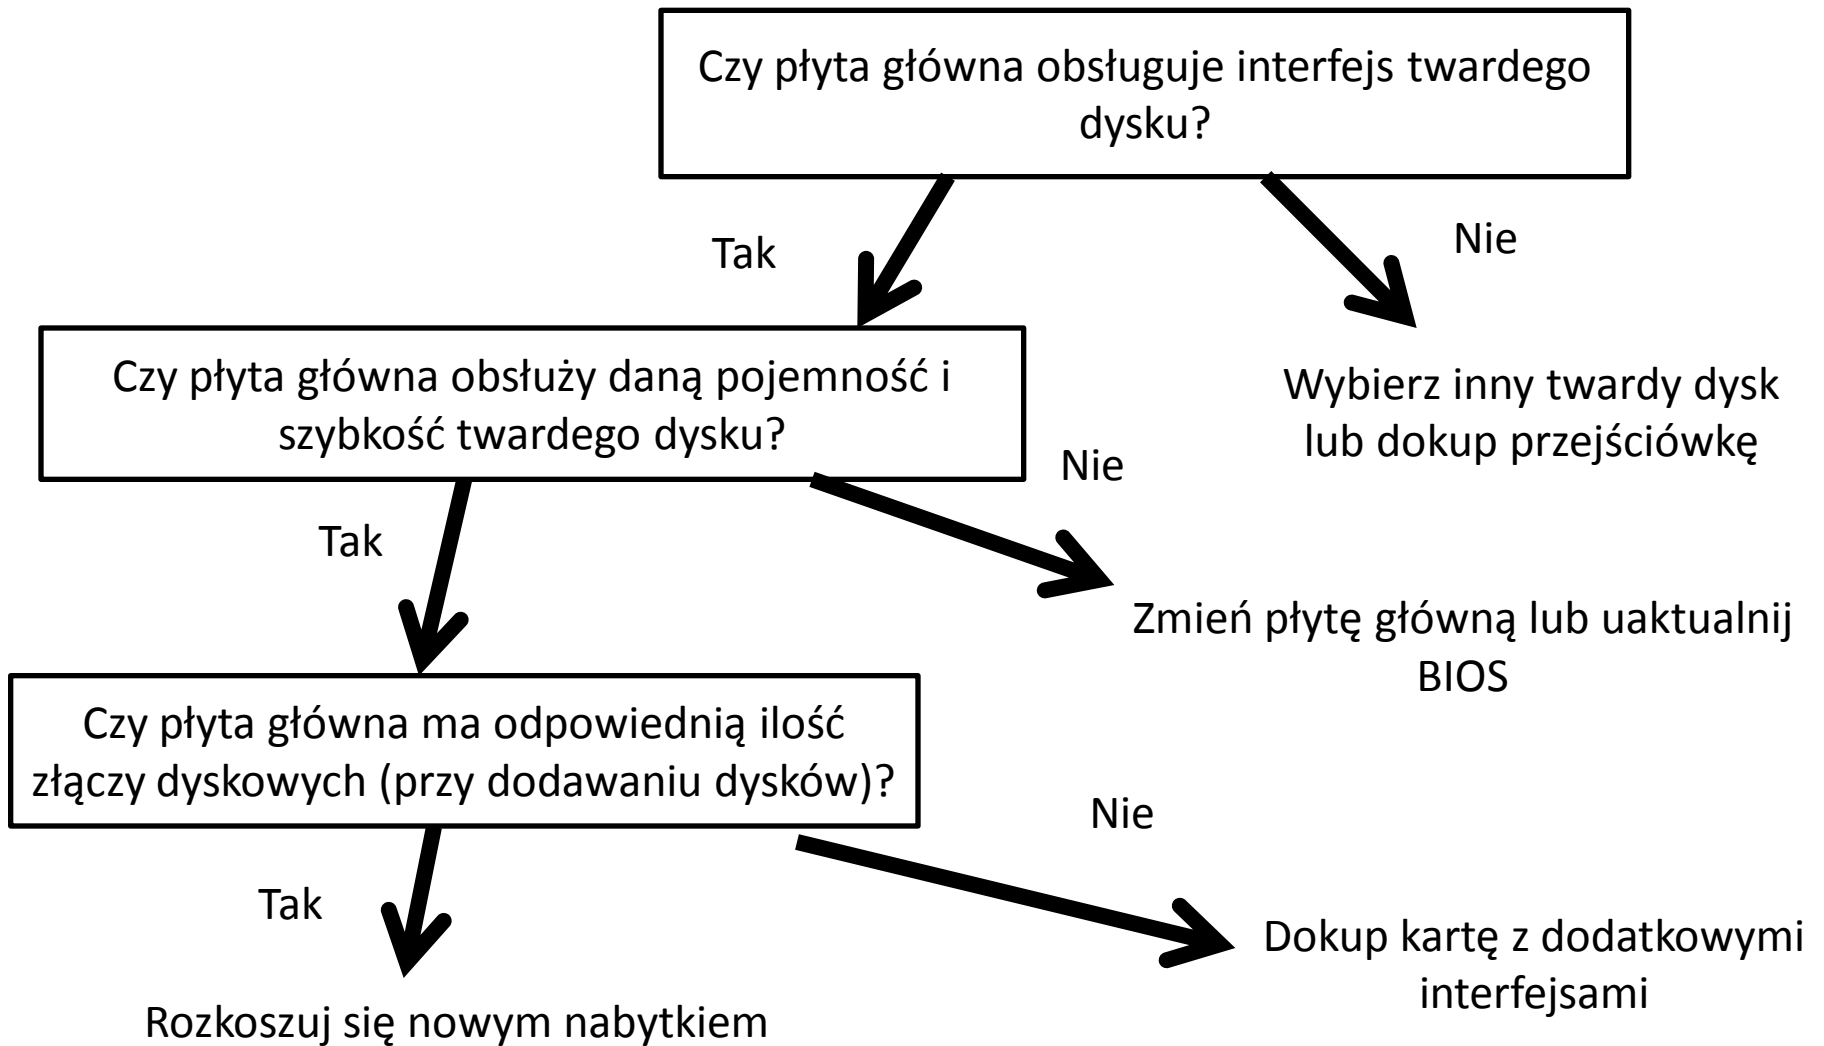 Czy płyta główna obsługuje interfejs twardego
dysku?
Tak
Nie
Czy płyta główna obsłuży daną pojemność i
szybkość twardego dysku?
Wybierz inny twardy dysk
lub dokup przejściówkę
Nie
Tak
Zmień płytę główną lub uaktualnij
BIOS
Czy płyta główna ma odpowiednią ilość
złączy dyskowych (przy dodawaniu dysków)?
Nie
Tak
Dokup kartę z dodatkowymi
interfejsami
Rozkoszuj się nowym nabytkiem